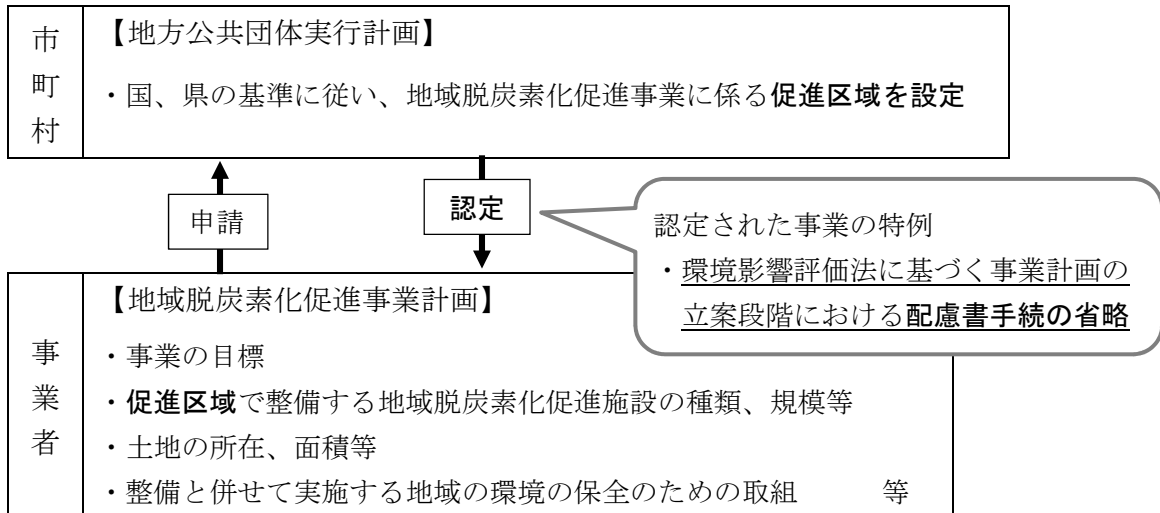 市町村
【地方公共団体実行計画】
・国、県の基準に従い、地域脱炭素化促進事業に係る促進区域を設定
申請
認定
認定された事業の特例
・環境影響評価法に基づく事業計画の
立案段階における配慮書手続の省略
事業者
【地域脱炭素化促進事業計画】
・事業の目標
・促進区域で整備する地域脱炭素化促進施設の種類、規模等
・土地の所在、面積等
・整備と併せて実施する地域の環境の保全のための取組　　　等